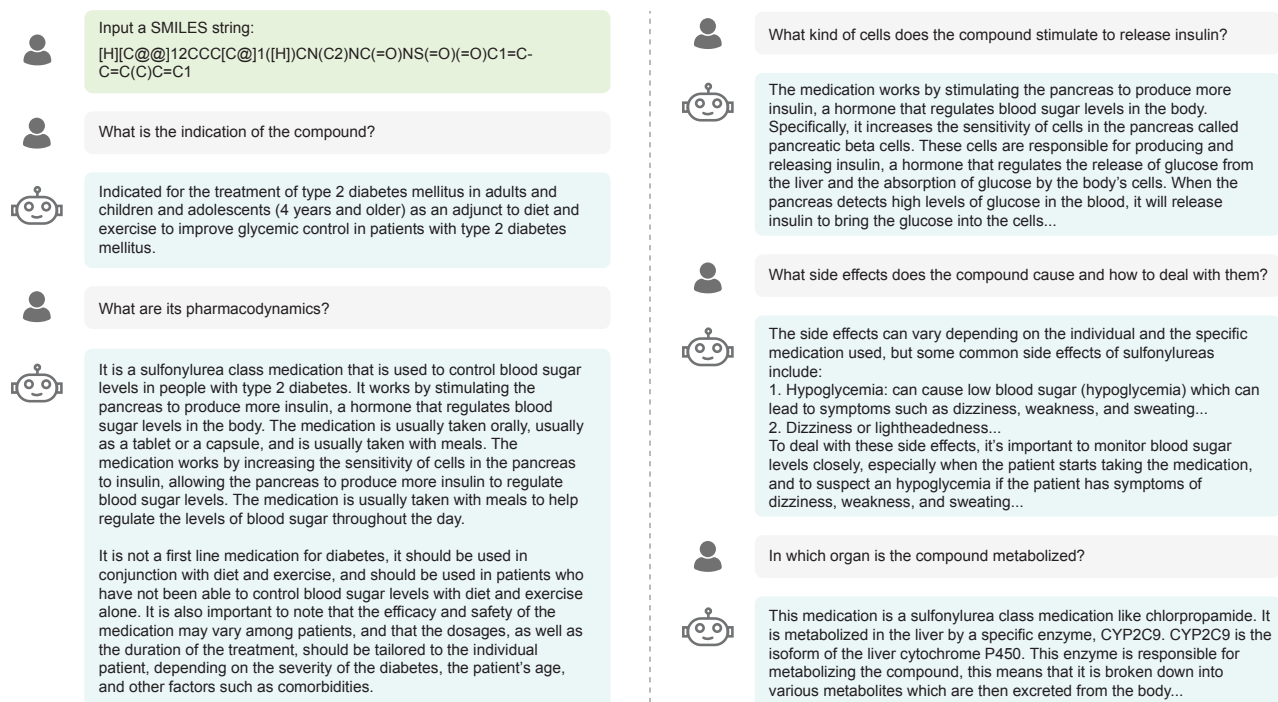 Input a SMILES string:
[H][C@@]12CCC[C@]1([H])CN(C2)NC(=O)NS(=O)(=O)C1=C-
C=C(C)C=C1
What is the indication of the compound?
Indicated for the treatment of type 2 diabetes mellitus in adults and
children and adolescents (4 years and older) as an adjunct to diet and
exercise to improve glycemic control in patients with type 2 diabetes
mellitus.
What are its pharmacodynamics?
It is a sulfonylurea class medication that is used to control blood sugar
levels in people with type 2 diabetes. It works by stimulating the
pancreas to produce more insulin, a hormone that regulates blood
sugar levels in the body. The medication is usually taken orally, usually
as a tablet or a capsule, and is usually taken with meals. The
medication works by increasing the sensitivity of cells in the pancreas
to insulin, allowing the pancreas to produce more insulin to regulate
blood sugar levels. The medication is usually taken with meals to help
regulate the levels of blood sugar throughout the day.
It is not a first line medication for diabetes, it should be used in
conjunction with diet and exercise, and should be used in patients who
have not been able to control blood sugar levels with diet and exercise
alone. It is also important to note that the efficacy and safety of the
medication may vary among patients, and that the dosages, as well as
the duration of the treatment, should be tailored to the individual
patient, depending on the severity of the diabetes, the patient's age,
and other factors such as comorbidities.
What kind of cells does the compound stimulate to release insulin?
The medication works by stimulating the pancreas to produce more
insulin, a hormone that regulates blood sugar levels in the body.
Specifically, it increases the sensitivity of cells in the pancreas called
pancreatic beta cells. These cells are responsible for producing and
releasing insulin, a hormone that regulates the release of glucose from
the liver and the absorption of glucose by the body's cells. When the
pancreas detects high levels of glucose in the blood, it will release
insulin to bring the glucose into the cells...
What side effects does the compound cause and how to deal with them?
The side effects can vary depending on the individual and the specific
medication used, but some common side effects of sulfonylureas
include:
1. Hypoglycemia: can cause low blood sugar (hypoglycemia) which can
lead to symptoms such as dizziness, weakness, and sweating...
2. Dizziness or lightheadedness...
To deal with these side effects, it's important to monitor blood sugar
levels closely, especially when the patient starts taking the medication,
and to suspect an hypoglycemia if the patient has symptoms of
dizziness, weakness, and sweating...
In which organ is the compound metabolized?
This medication is a sulfonylurea class medication like chlorpropamide. It
is metabolized in the liver by a specific enzyme, CYP2C9. CYP2C9 is the
isoform of the liver cytochrome P450. This enzyme is responsible for
metabolizing the compound, this means that it is broken down into
various metabolites which are then excreted from the body...